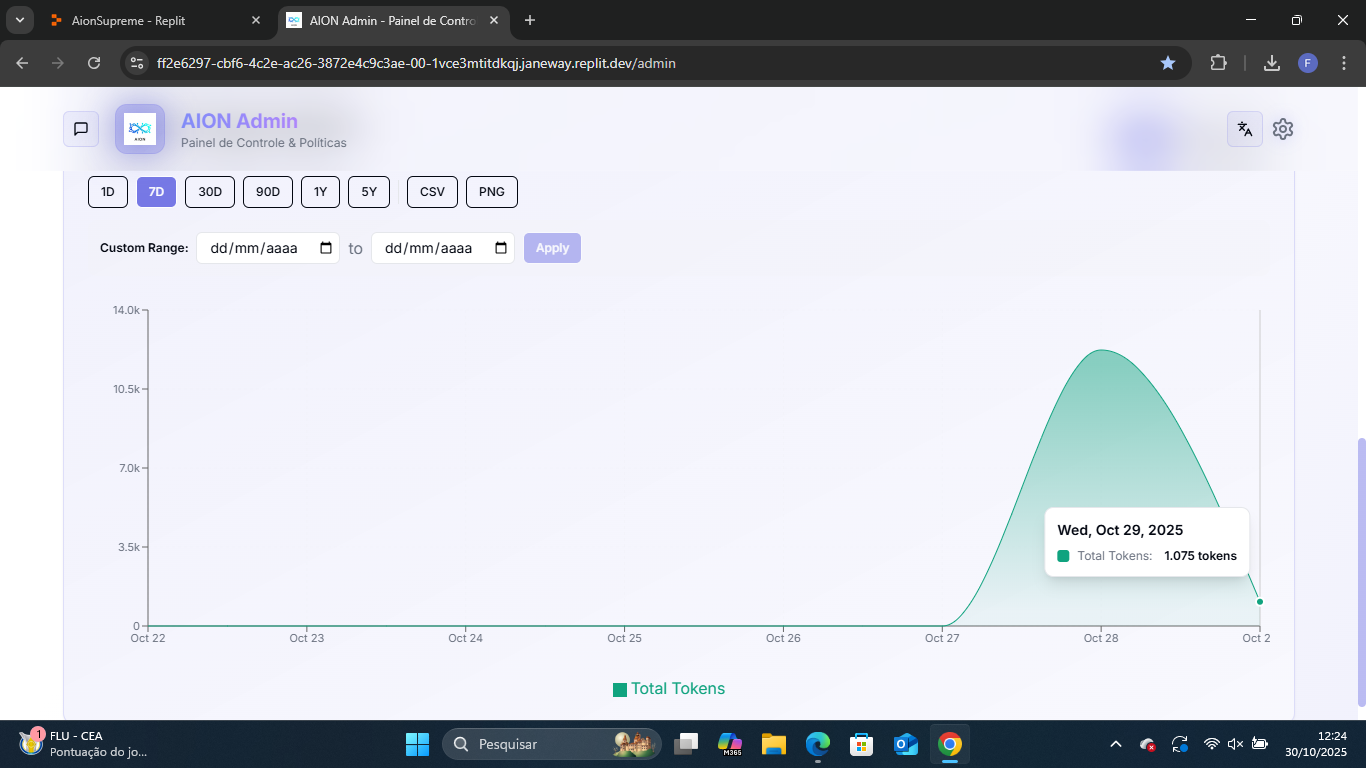 AionSupreme - Replit
AION Admin - Painel de Contro
ff2e6297-cbf6-4c2e-ac26-3872e4c9c3ae-00-1vce3mtitdkqj.janeway.replit.dev/admin
F
AION
AION Admin
Painel de Controle & Políticas
1D 7D 30D 90D 1Y 5Y CSV PNG
Custom Range: dd/mm/aaaa to dd/mm/aaaa Apply
14.0k
10.5k
7.0k
3.5k
0
Wed, Oct 29, 2025
Total Tokens: 1.075 tokens
Oct 22 Oct 23 Oct 24 Oct 25 Oct 26 Oct 27 Oct 28 Oct 2
Total Tokens
1
FLU - CEA
Pontuação do jo...
Pesquisar
M365
12:24
30/10/2025